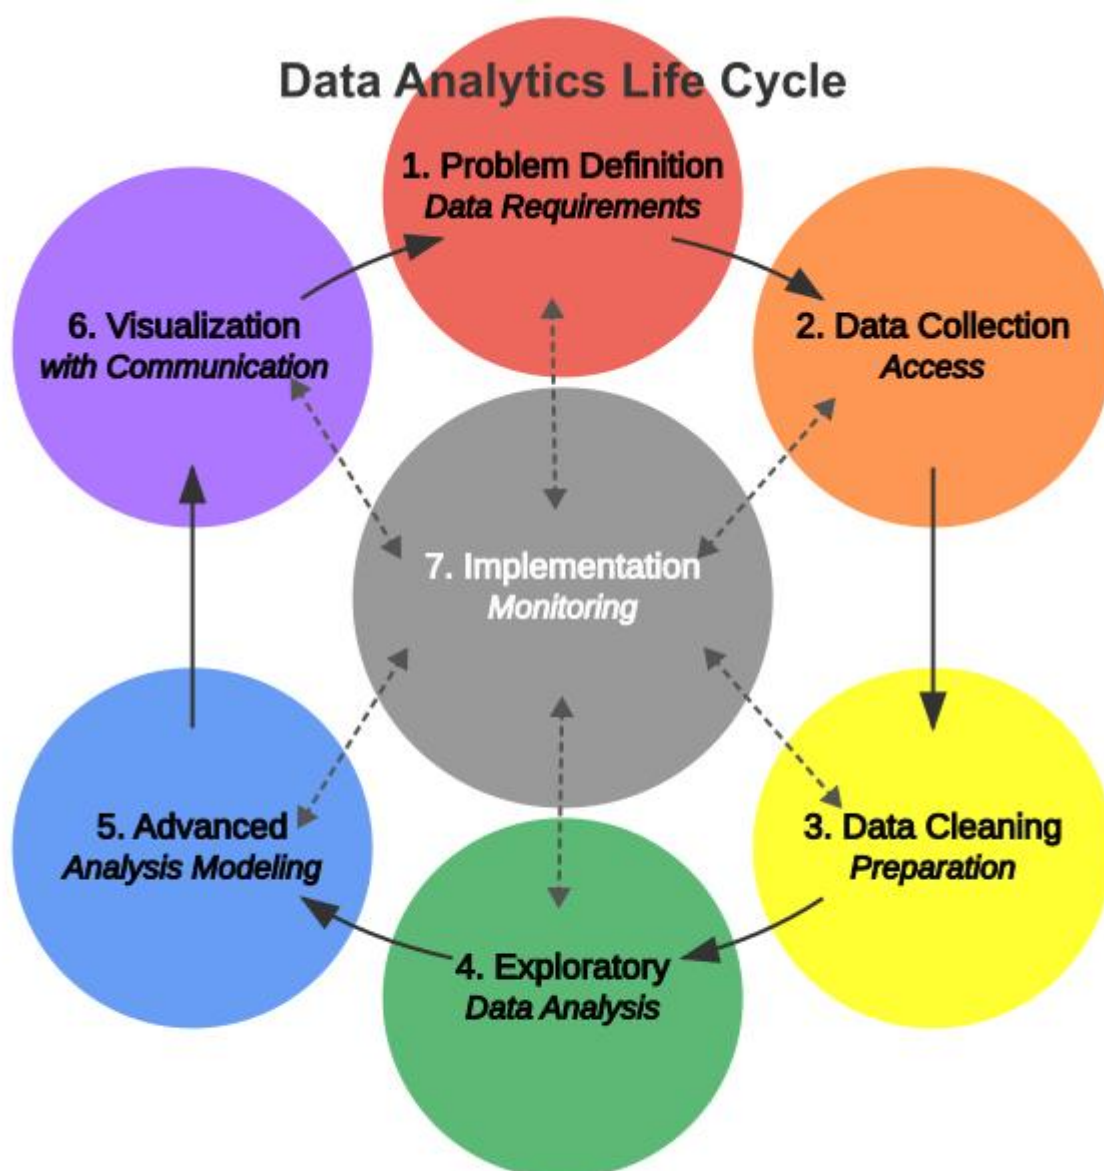 Data Analytics Life Cycle
1. Problem Definition
Data Requirements
2. Data Collection
Access
3. Data Cleaning
Preparation
4. Exploratory
Data Analysis
5. Advanced
Analysis Modeling
6. Visualization
with Communication
7. Implementation
Monitoring